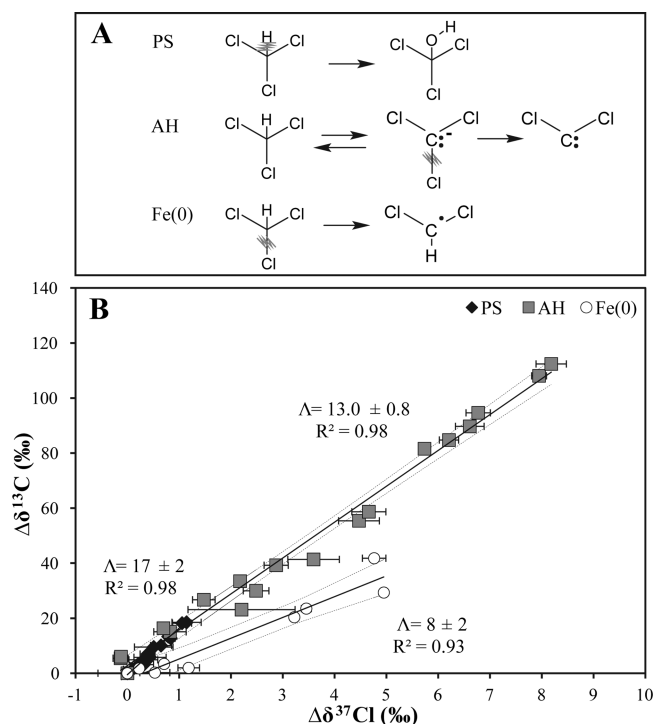 A
PS
H
Cl Cl
Cl
O H
Cl Cl
Cl
AH
H
Cl Cl
Cl
Cl Cl
C:-
Cl
Cl Cl
C:
Fe(0)
H
Cl Cl
Cl
Cl Cl
C
H
B
PS AH Fe(0)
140
120
100
80
60
40
20
0
Δδ¹³C (‰)
Λ= 13.0 ± 0.8
R² = 0.98
Λ= 17 ± 2
R² = 0.98
Λ= 8 ± 2
R² = 0.93
-1 0 1 2 3 4 5 6 7 8 9 10
Δδ³⁷Cl (‰)